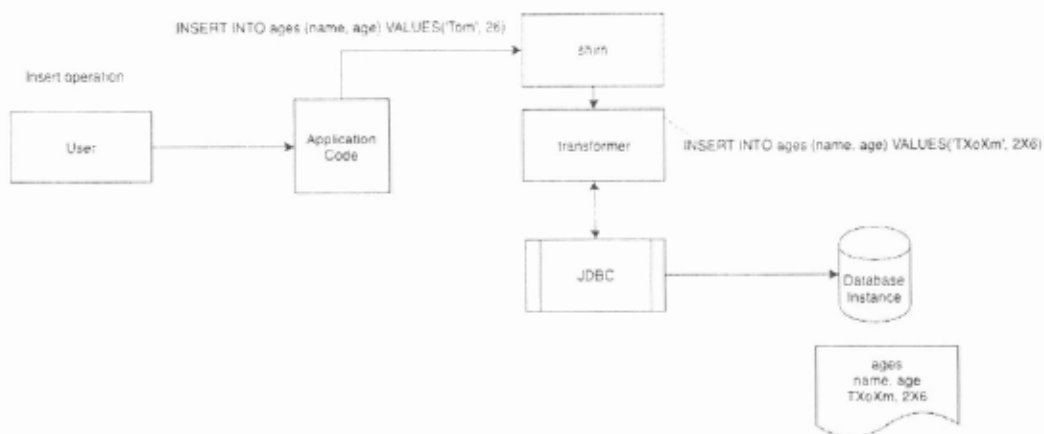 INSERT INTO ages (name, age) VALUES('Tom', 26)
shim
Insert operation
User
Application
Code
transformer
INSERT INTO ages (name, age) VALUES('TXoXm', 2X6)
JDBC
Database
Instance
ages
name, age
TXoXm, 2X6